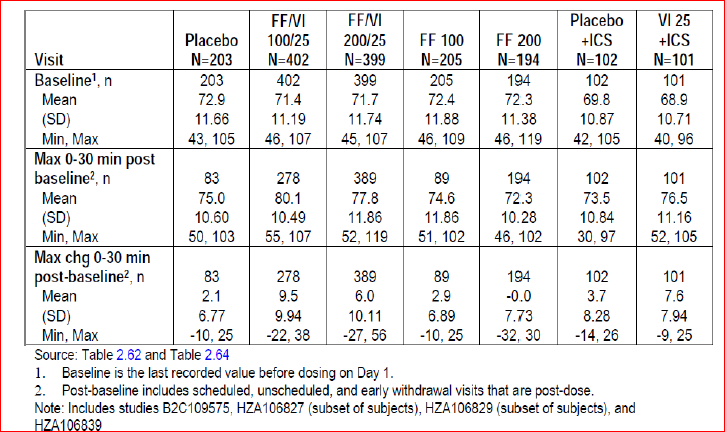 Visit Placebo N=203 FF/VI 100/25 N=402 FF/VI 200/25 N=399 FF 100 N=205 FF 200 N=194 Placebo +ICS N=102 VI 25 +ICS N=101
Baseline1, n 203 402 399 205 194 102 101
Mean 72.9 71.4 71.7 72.4 72.3 69.8 68.9
(SD) 11.66 11.19 11.74 11.88 11.38 10.87 10.71
Min, Max 43, 105 46, 107 45, 107 46, 109 46, 119 42, 105 40, 96
Max 0-30 min post
baseline2, n 83 278 389 89 194 102 101
Mean 75.0 80.1 77.8 74.6 72.3 73.5 76.5
(SD) 10.60 10.49 11.86 11.86 10.28 10.84 11.16
Min, Max 50, 103 55, 107 52, 119 51, 102 46, 102 30, 97 52, 105
Max chg 0-30 min
post-baseline2, n 83 278 389 89 194 102 101
Mean 2.1 9.5 6.0 2.9 -0.0 3.7 7.6
(SD) 6.77 9.94 10.11 6.89 7.73 8.28 7.94
Min, Max -10, 25 -22, 38 -27, 56 -10, 25 -32, 30 -14, 26 -9, 25
Source: Table 2.62 and Table 2.64
1. Baseline is the last recorded value before dosing on Day 1.
2. Post-baseline includes scheduled, unscheduled, and early withdrawal visits that are post-dose.
Note: Includes studies B2C109575, HZA106827 (subset of subjects), HZA106829 (subset of subjects), and
HZA106839